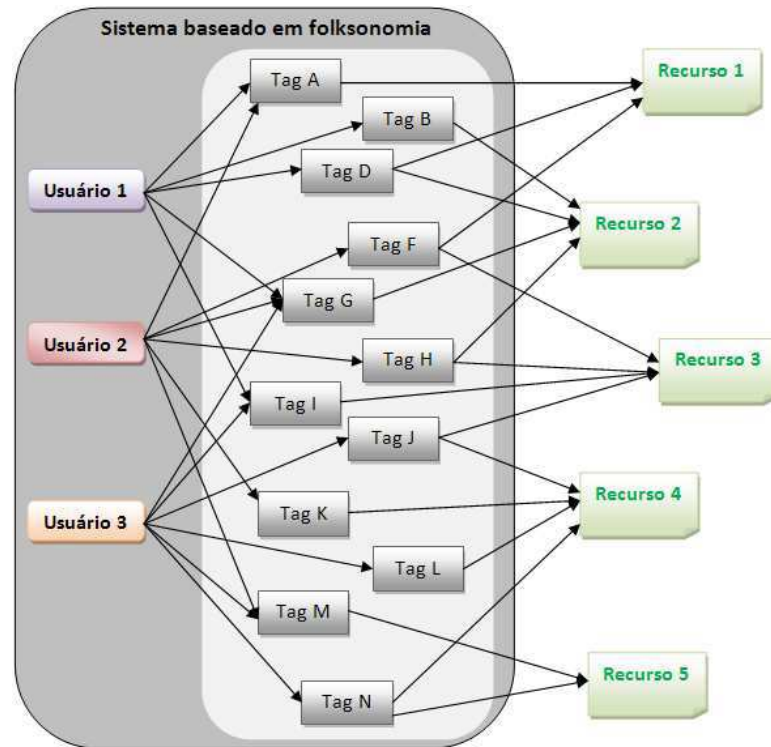 Sistema baseado em folksonomia
Tag A
Recurso 1
Tag B
Tag D
Usuário 1
Recurso 2
Tag F
Tag G
Usuário 2
Tag H
Recurso 3
Tag I
Tag J
Recurso 4
Tag K
Usuário 3
Tag L
Tag M
Recurso 5
Tag N